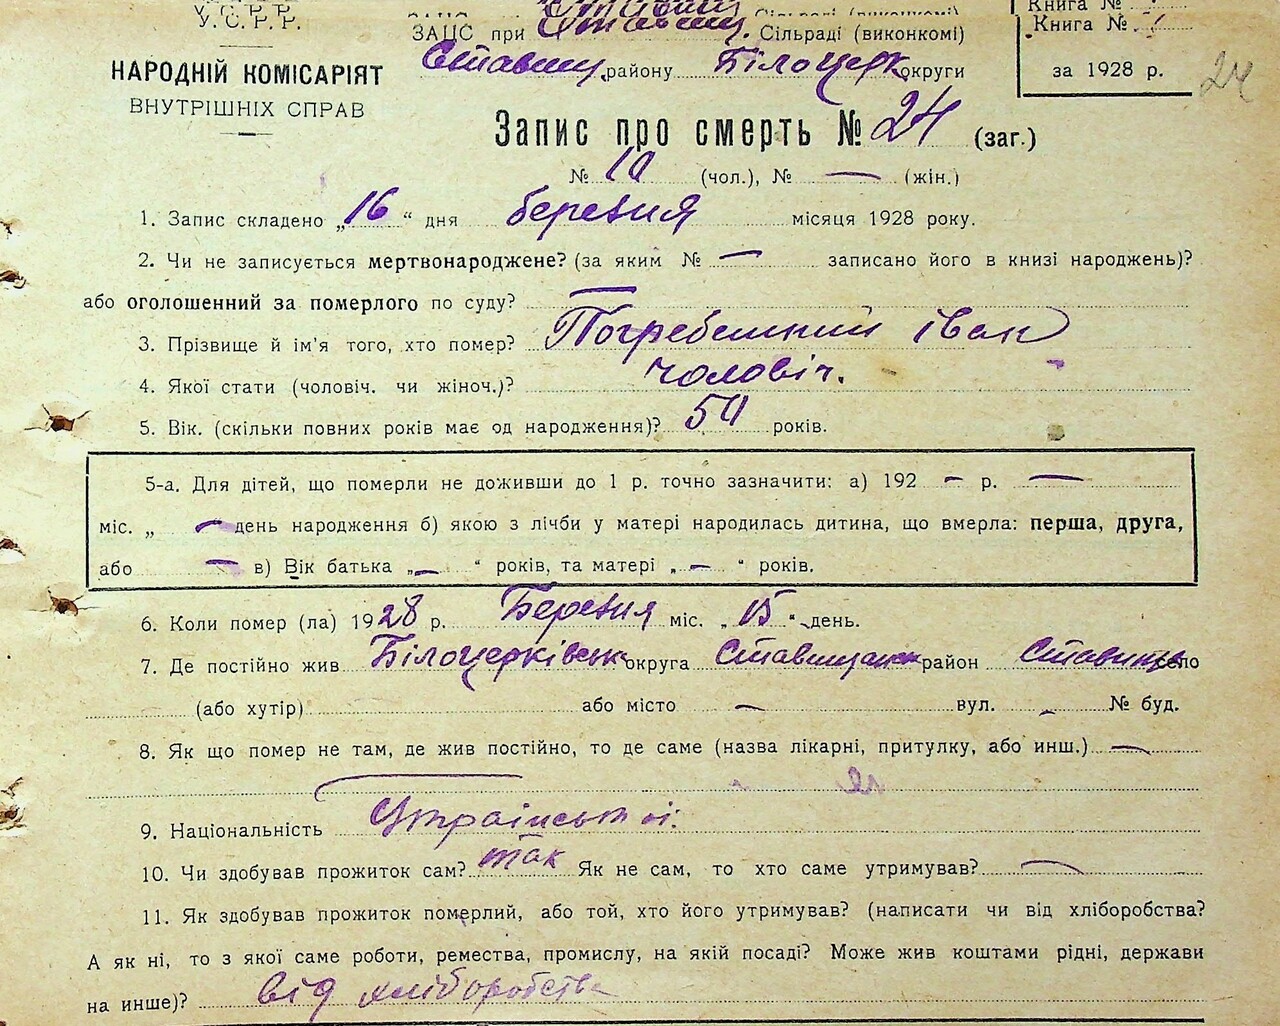 У.С.Р.Р.
ЗАЦС при Ставищ. Сільраді (виконкомі)
Книга №
Ставищ. району Білоцерк округи
за 1928 р.
24
НАРОДНІЙ КОМІСАРІЯТ
ВНУТРІШНІХ СПРАВ
Запис про смерть № 24 (заг.)
№ 10 (чол.), № — (жін.)
1. Запис складено „16“ дня березня місяця 1928 року.
2. Чи не записується мертвонароджене? (за яким № — записано його в книзі народжень)?
або оголошенний за померлого по суду? —
3. Прізвище й ім'я того, хто помер? Погребешний Іван
4. Якої стати (чоловіч. чи жіноч.)? чоловіч.
5. Вік. (скільки повних років має од народження)? 50 років.
5-а. Для дітей, що померли не доживши до 1 р. точно зазначити: а) 192 — р. —
міс. „ — день народження б) якою з лічби у матері народилась дитина, що вмерла: перша, друга,
або — в) Вік батька „—“ років, та матері „—“ років.
6. Коли помер (ла) 1928 р. Березня міс. „15“ день.
7. Де постійно жив Білоцерківськ округа Ставищанск район Ставище село
(або хутір) або місто — вул. — № буд.
8. Як що помер не там, де жив постійно, то де саме (назва лікарні, притулку, або инш.) —
9. Національність Української.
10. Чи здобував прожиток сам? так Як не сам, то хто саме утримував? —
11. Як здобував прожиток померлий, або той, хто його утримував? (написати чи від хліборобства?
А як ні, то з якої саме роботи, ремества, промислу, на якій посаді? Може жив коштами рідні, держави
на инше)? від хліборобства